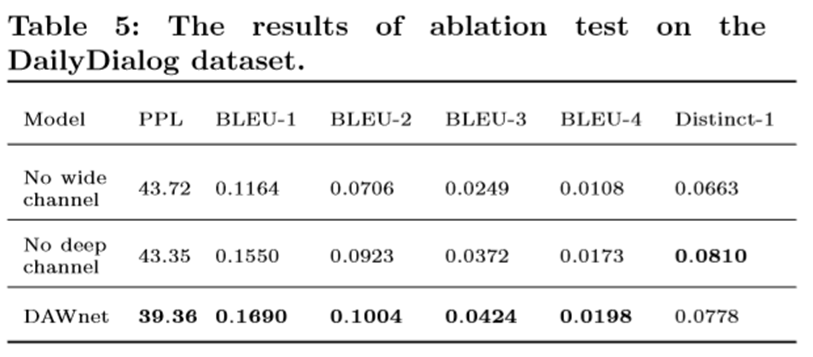 Table 5: The results of ablation test on the
DailyDialog dataset.
Model PPL BLEU-1 BLEU-2 BLEU-3 BLEU-4 Distinct-1
No wide
channel 43.72 0.1164 0.0706 0.0249 0.0108 0.0663
No deep
channel 43.35 0.1550 0.0923 0.0372 0.0173 0.0810
DAWnet 39.36 0.1690 0.1004 0.0424 0.0198 0.0778